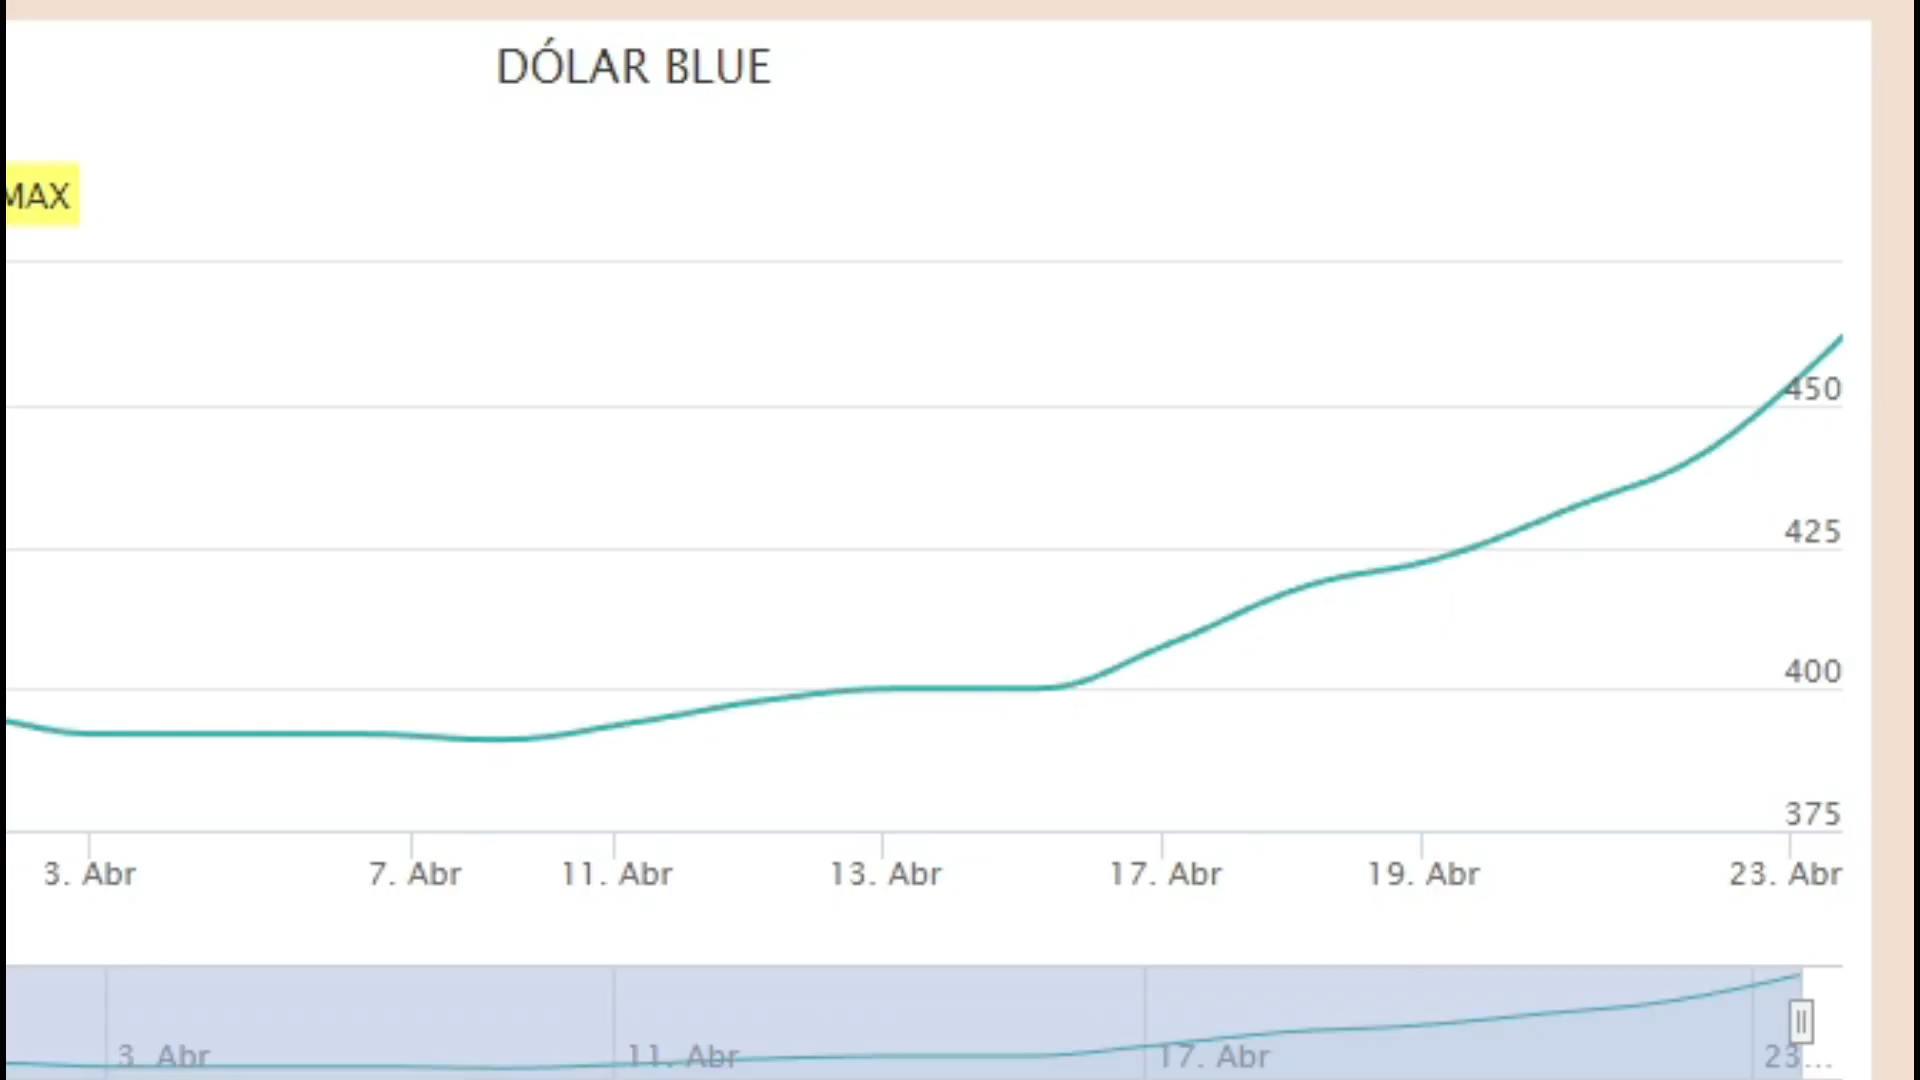 DÓLAR BLUE
MAX
450
425
400
375
3. Abr 7. Abr 11. Abr 13. Abr 17. Abr 19. Abr 23. Abr
3. Abr 11. Abr 17. Abr 23...